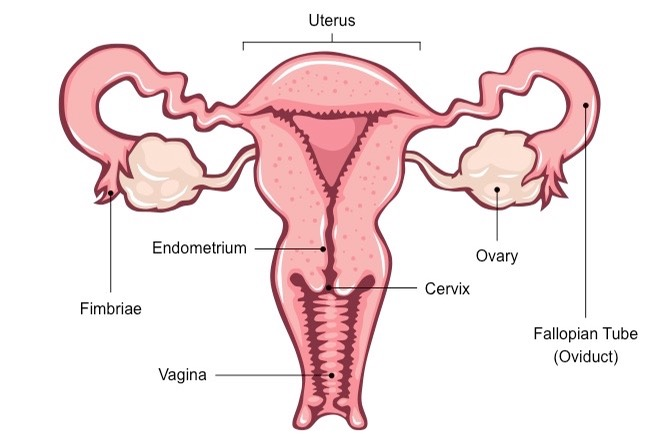 Uterus
Endometrium
Ovary
Cervix
Fimbriae
Fallopian Tube
(Oviduct)
Vagina